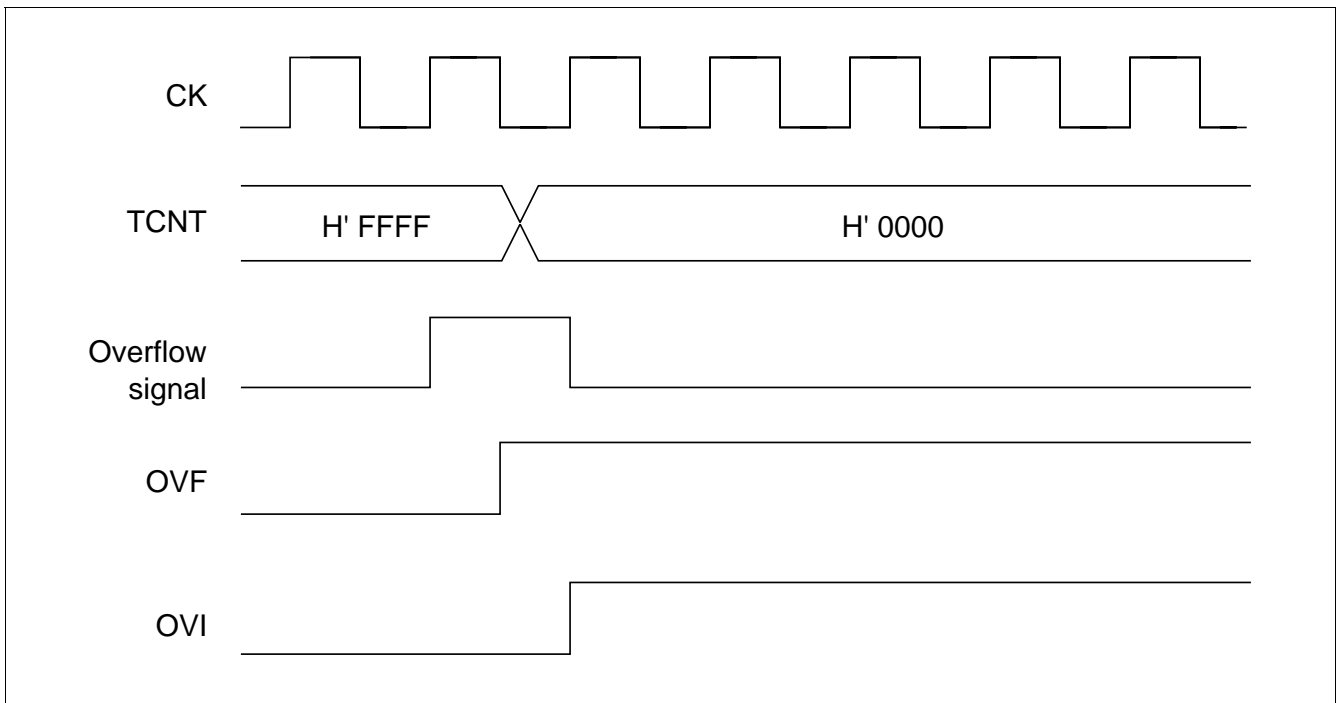 CK
TCNT
H' FFFF
H' 0000
Overflow
signal
OVF
OVI